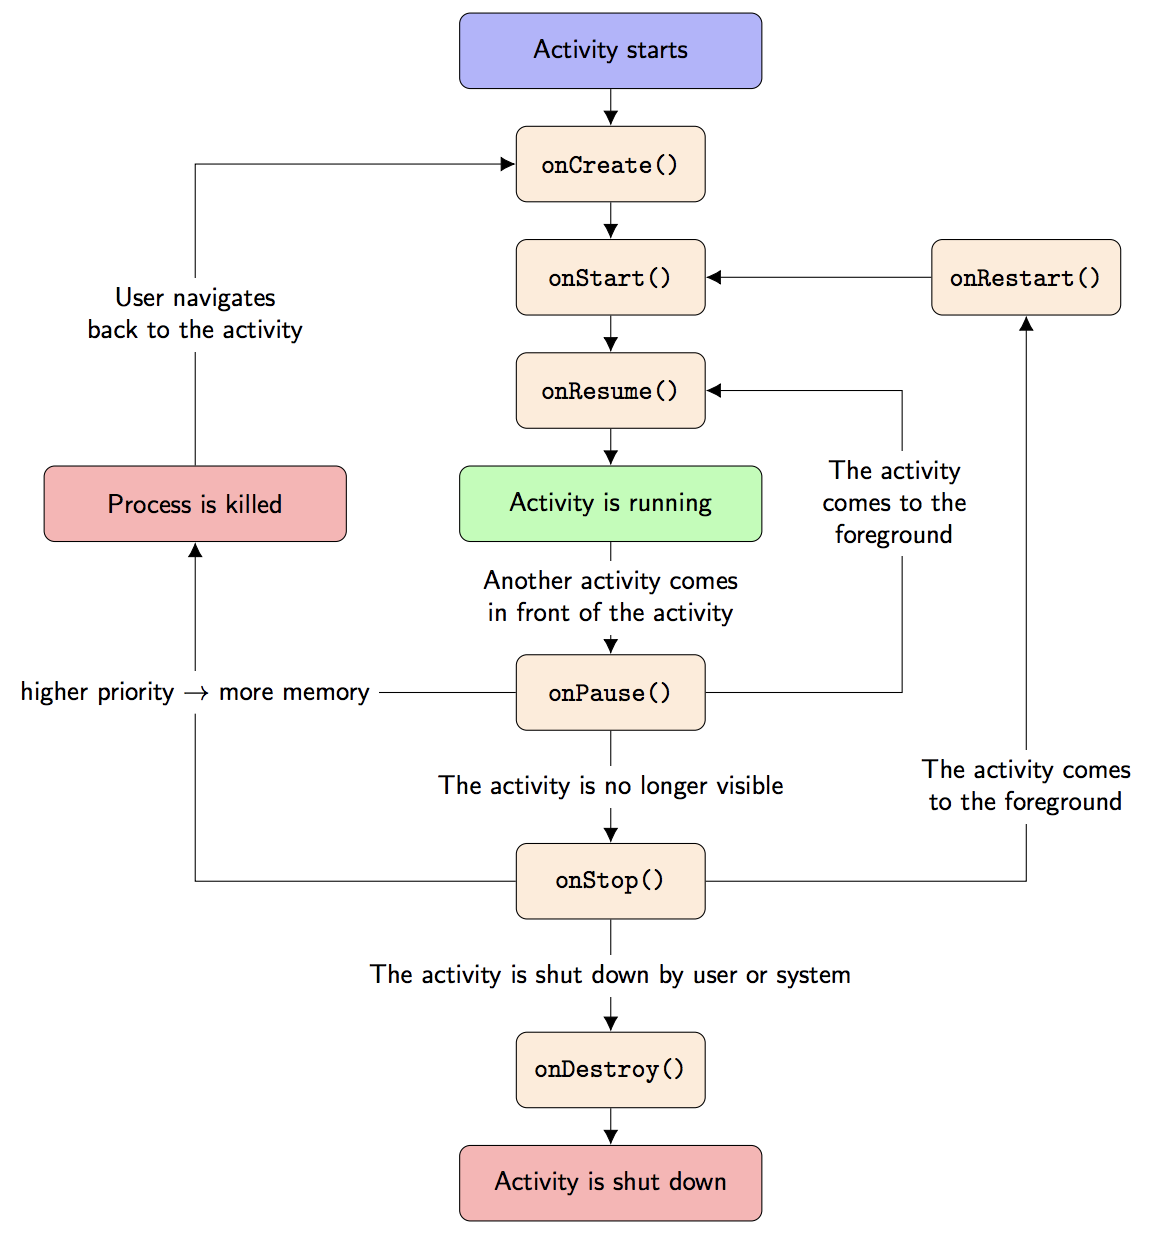 Activity starts
onCreate()
onStart()
onRestart()
User navigates
back to the activity
onResume()
Process is killed
Activity is running
The activity
comes to the
foreground
Another activity comes
in front of the activity
higher priority → more memory
onPause()
The activity is no longer visible
The activity comes
to the foreground
onStop()
The activity is shut down by user or system
onDestroy()
Activity is shut down